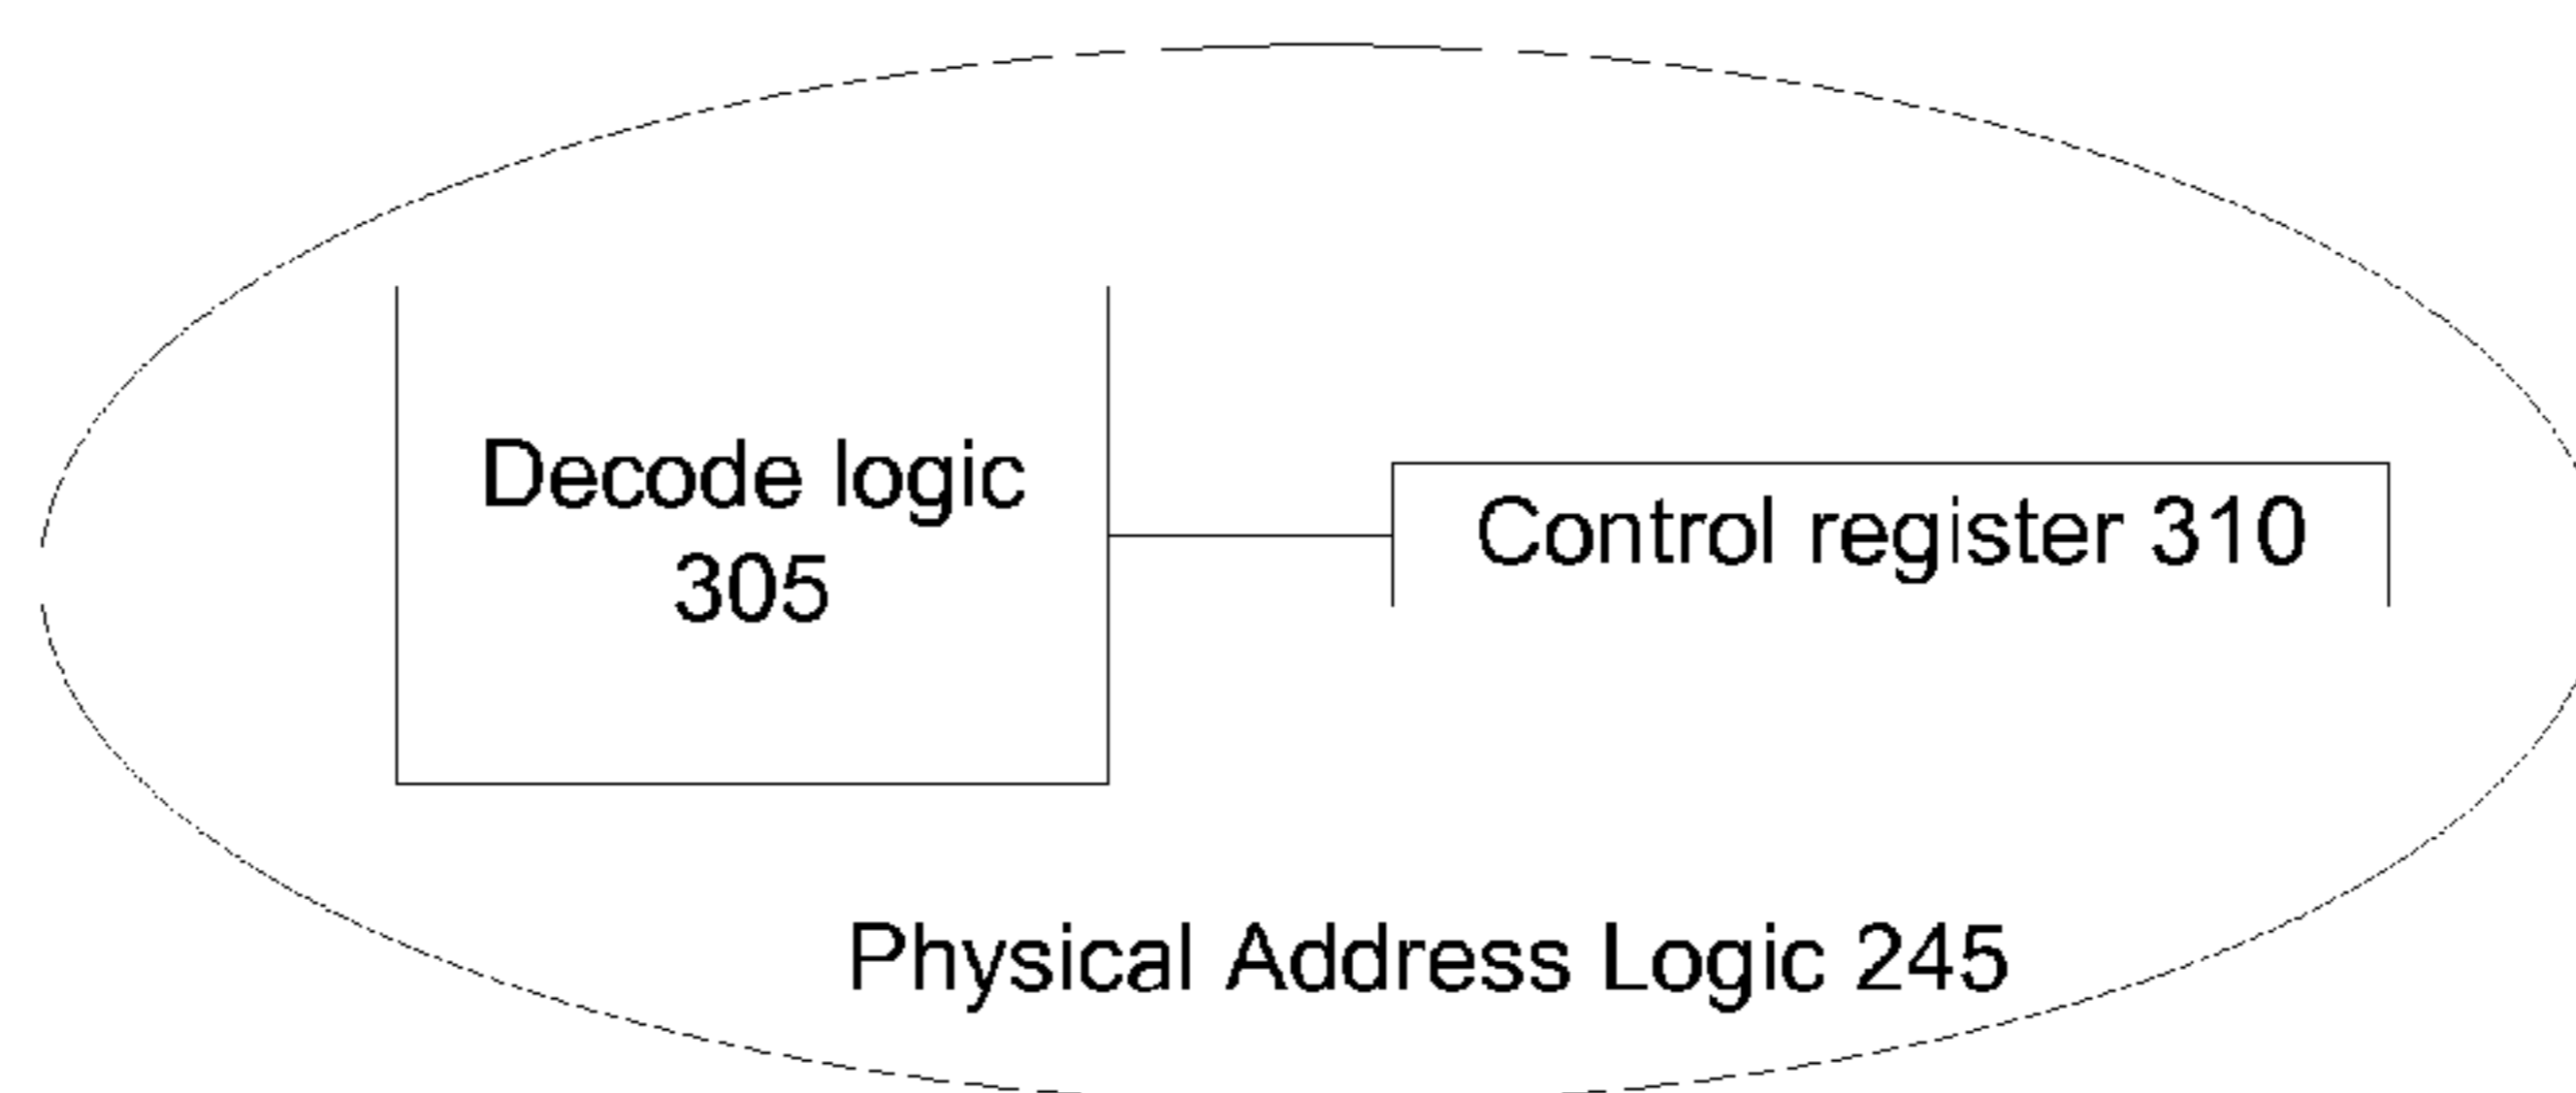 Decode logic
305
Control register 310
Physical Address Logic 245